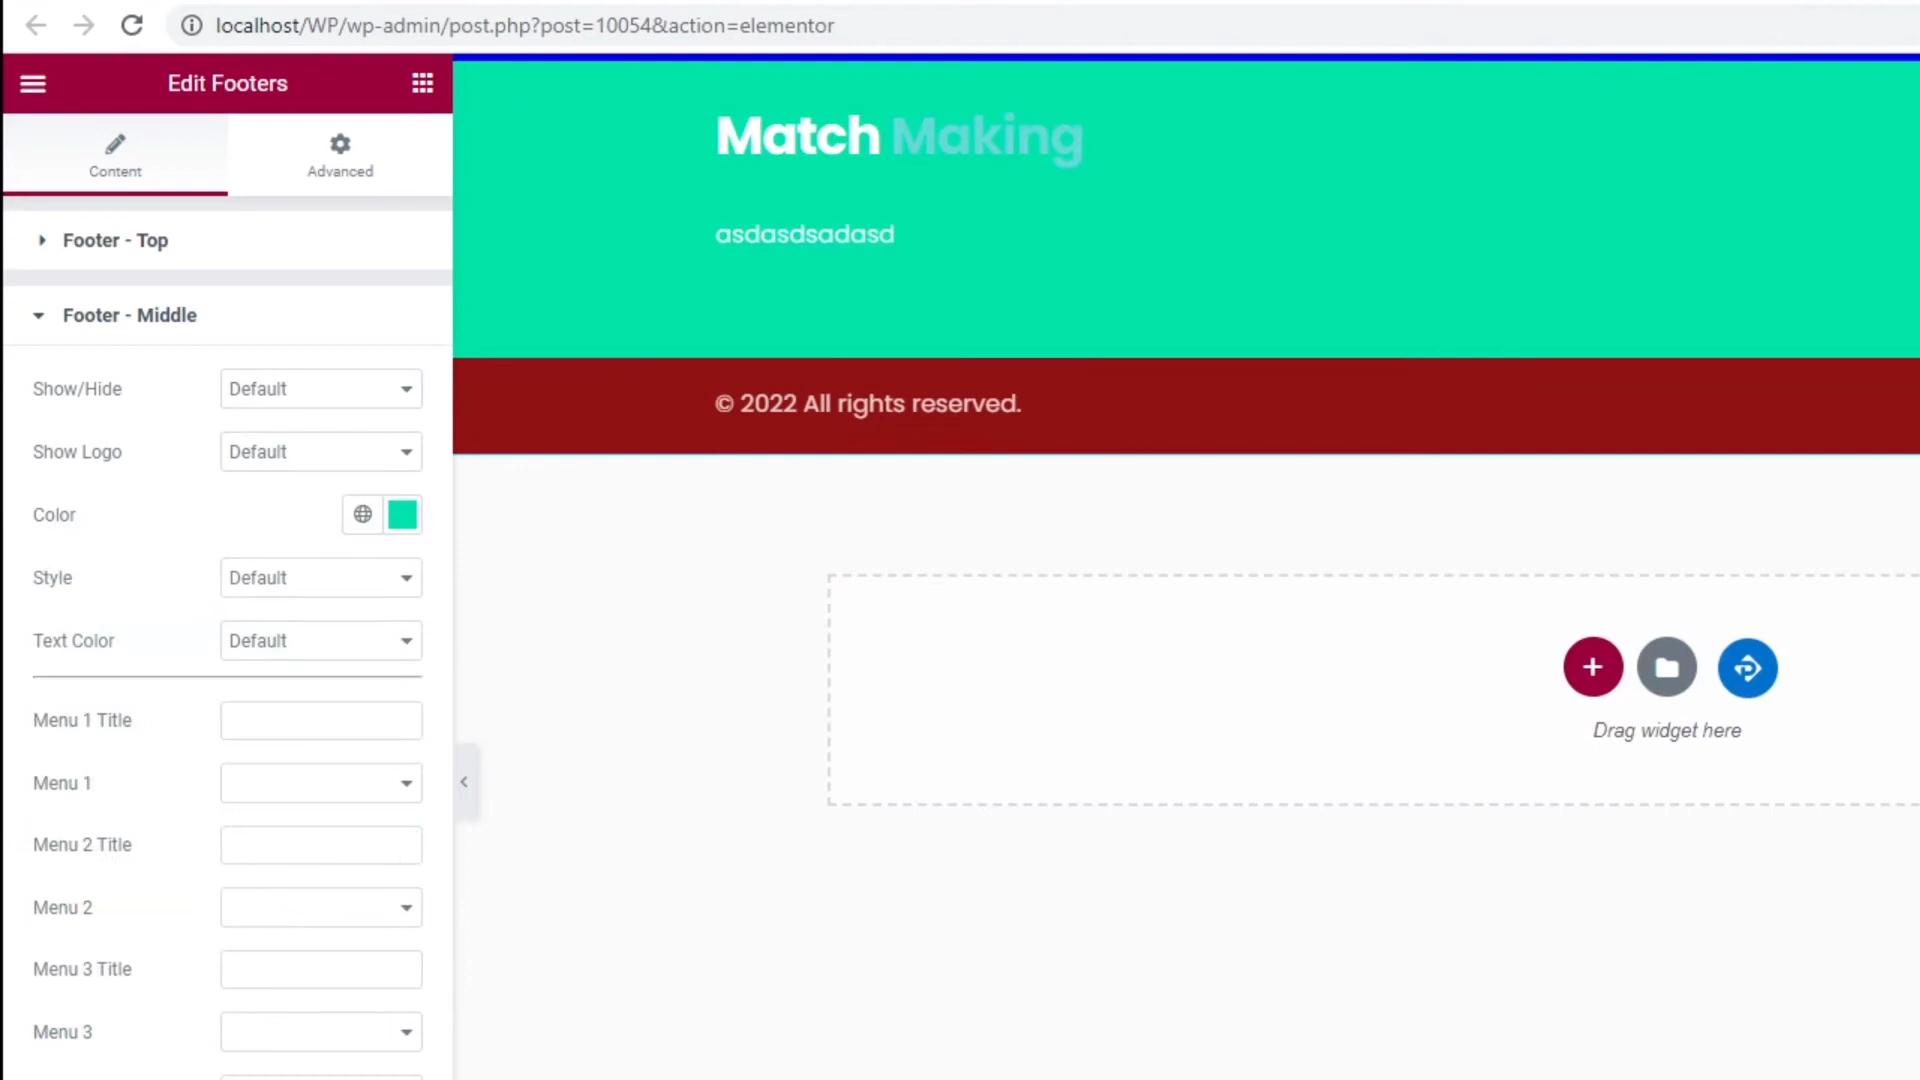 localhost/WP/wp-admin/post.php?post=10054&action=elementor
Edit Footers
Content
Advanced
Footer - Top
Footer - Middle
Show/Hide
Default
Show Logo
Default
Color
Style
Default
Text Color
Default
Menu 1 Title
Menu 1
Menu 2 Title
Menu 2
Menu 3 Title
Menu 3
Match Making
asdasdsadasd
© 2022 All rights reserved.
Drag widget here